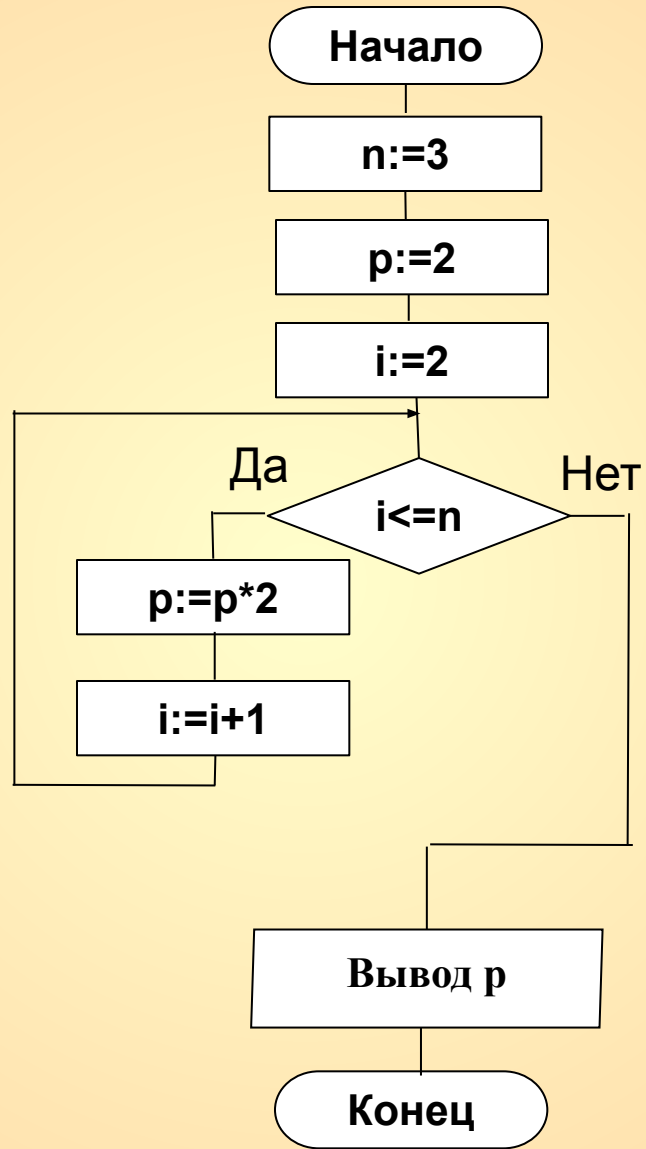 Начало
n:=3
p:=2
i:=2
Да
Нет
i<=n
p:=p*2
i:=i+1
Вывод p
Конец